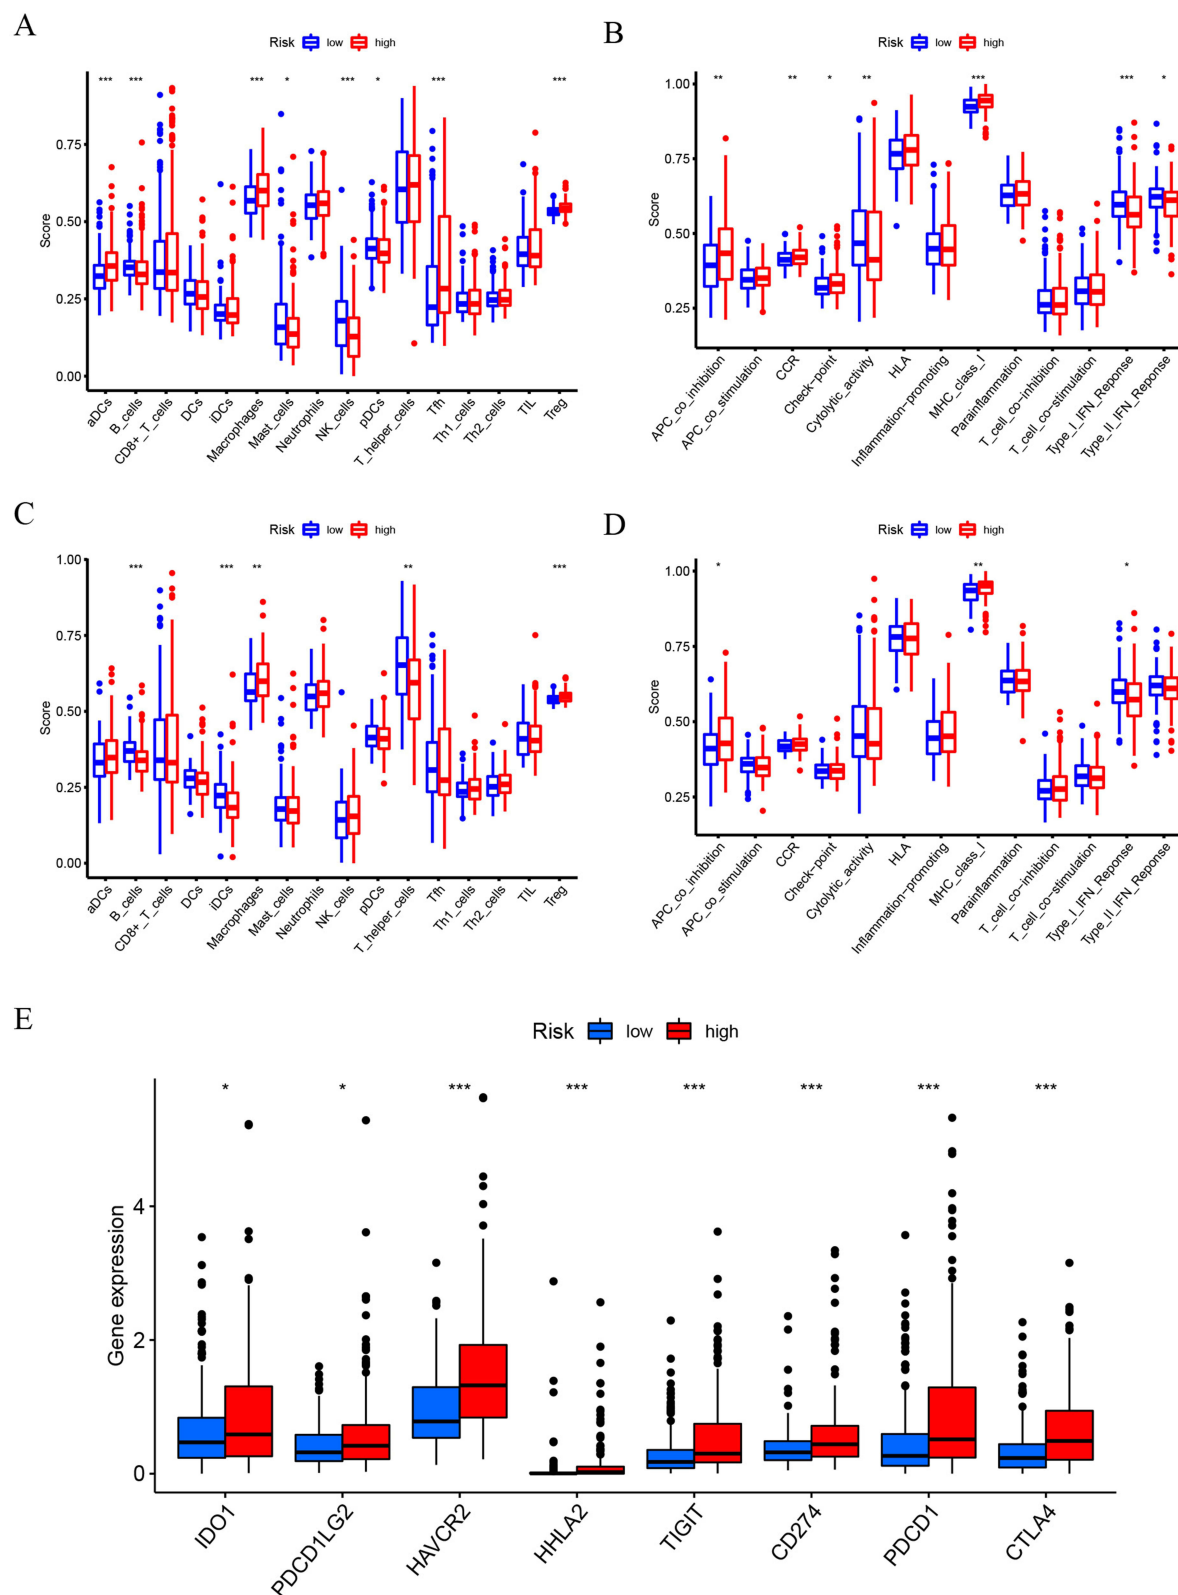 A
Risk low high
*** *** *** * *** * *** ***
Score
0.75
0.50
0.25
0.00
aDCs
B_cells
CD8+_T_cells
DCs
iDCs
Macrophages
Mast_cells
Neutrophils
NK_cells
pDCs
T_helper_cells
Tfh
Th1_cells
Th2_cells
TIL
Treg
B
Risk low high
** ** * ** *** *** *
Score
1.00
0.75
0.50
0.25
APC_co_inhibition
APC_co_stimulation
CCR
Check-point
Cytolytic_activity
HLA
Inflammation-promoting
MHC_class_I
Parainflammation
T_cell_co-inhibition
T_cell_co-stimulation
Type_I_IFN_Reponse
Type_II_IFN_Reponse
C
Risk low high
*** *** ** ** ***
Score
1.00
0.75
0.50
0.25
0.00
aDCs
B_cells
CD8+_T_cells
DCs
iDCs
Macrophages
Mast_cells
Neutrophils
NK_cells
pDCs
T_helper_cells
Tfh
Th1_cells
Th2_cells
TIL
Treg
D
Risk low high
* ** *
Score
1.00
0.75
0.50
0.25
APC_co_inhibition
APC_co_stimulation
CCR
Check-point
Cytolytic_activity
HLA
Inflammation-promoting
MHC_class_I
Parainflammation
T_cell_co-inhibition
T_cell_co-stimulation
Type_I_IFN_Reponse
Type_II_IFN_Reponse
E
Risk low high
* * *** *** *** *** *** ***
Gene expression
4
2
0
IDO1
PDCD1LG2
HAVCR2
HHLA2
TIGIT
CD274
PDCD1
CTLA4